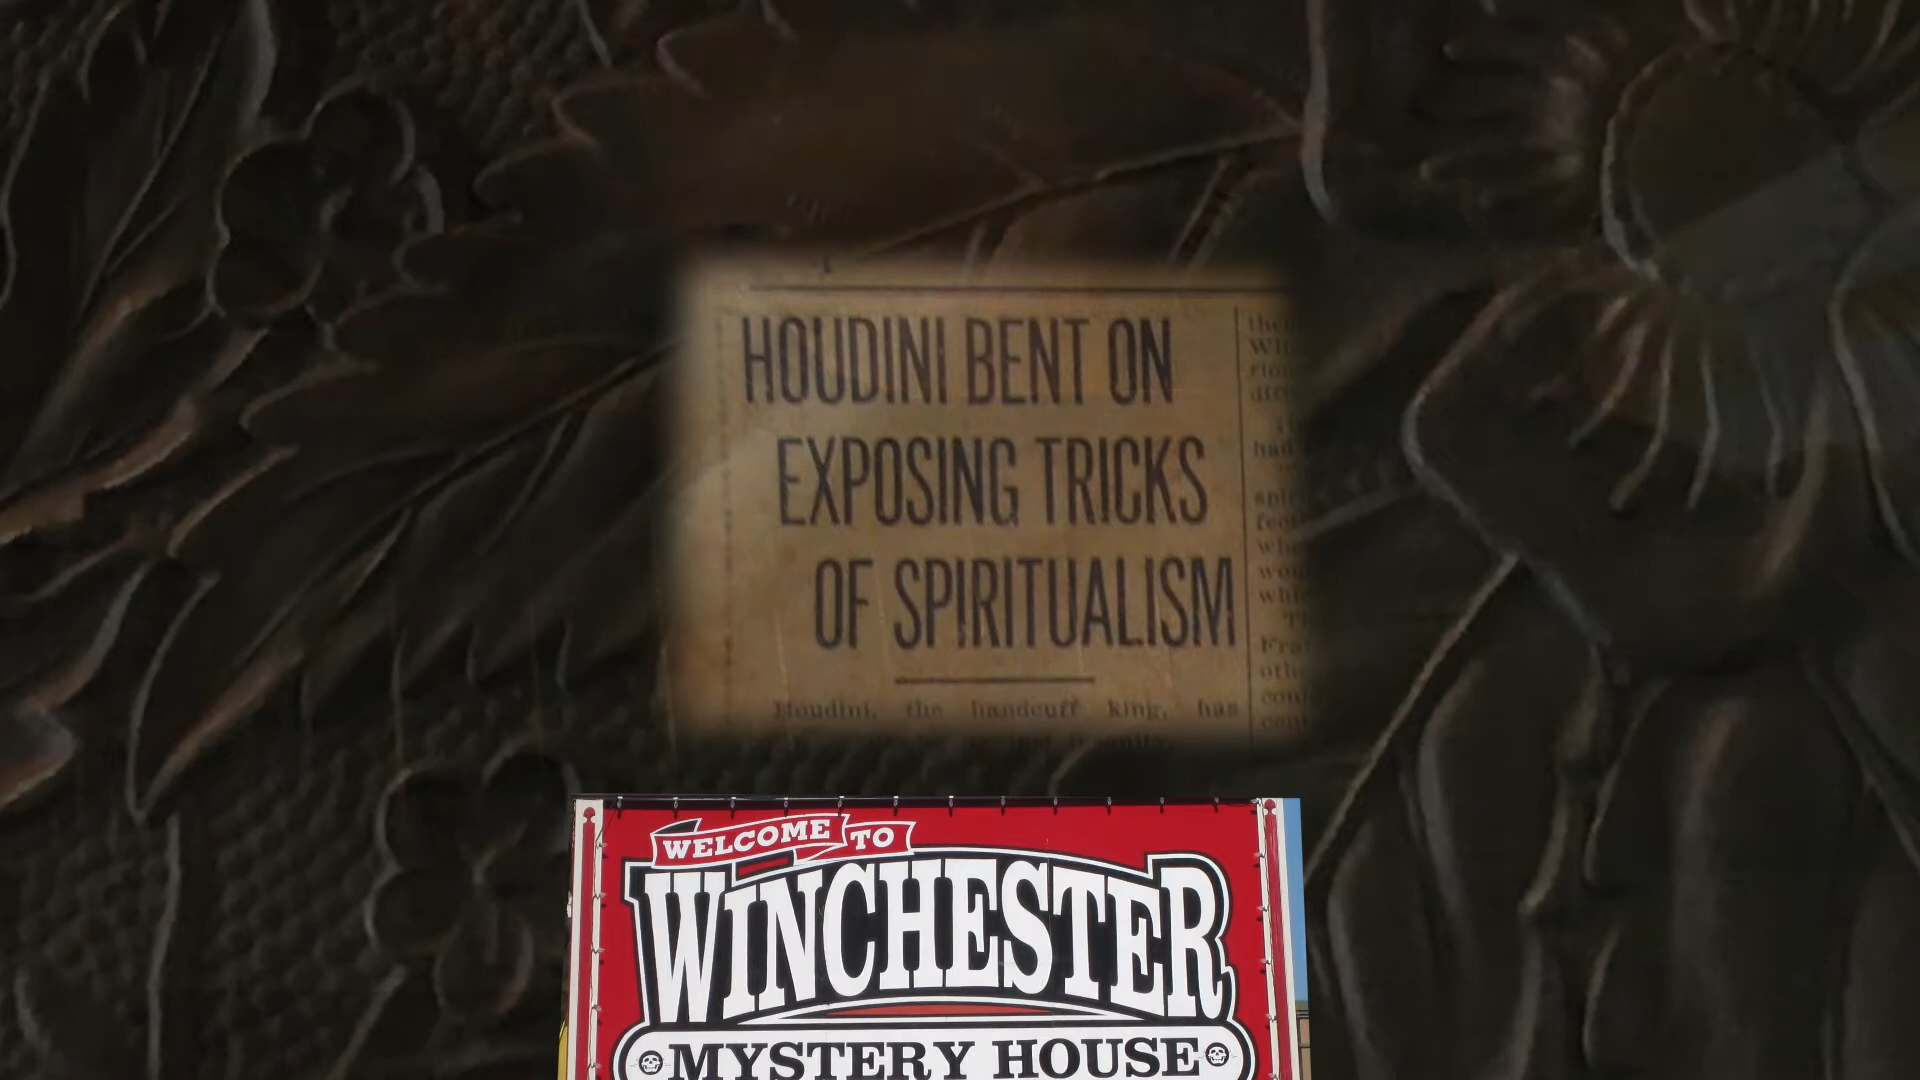 HOUDINI BENT ON
EXPOSING TRICKS
OF SPIRITUALISM
Houdini, the handcuff king, has
WELCOME TO
WINCHESTER
MYSTERY HOUSE